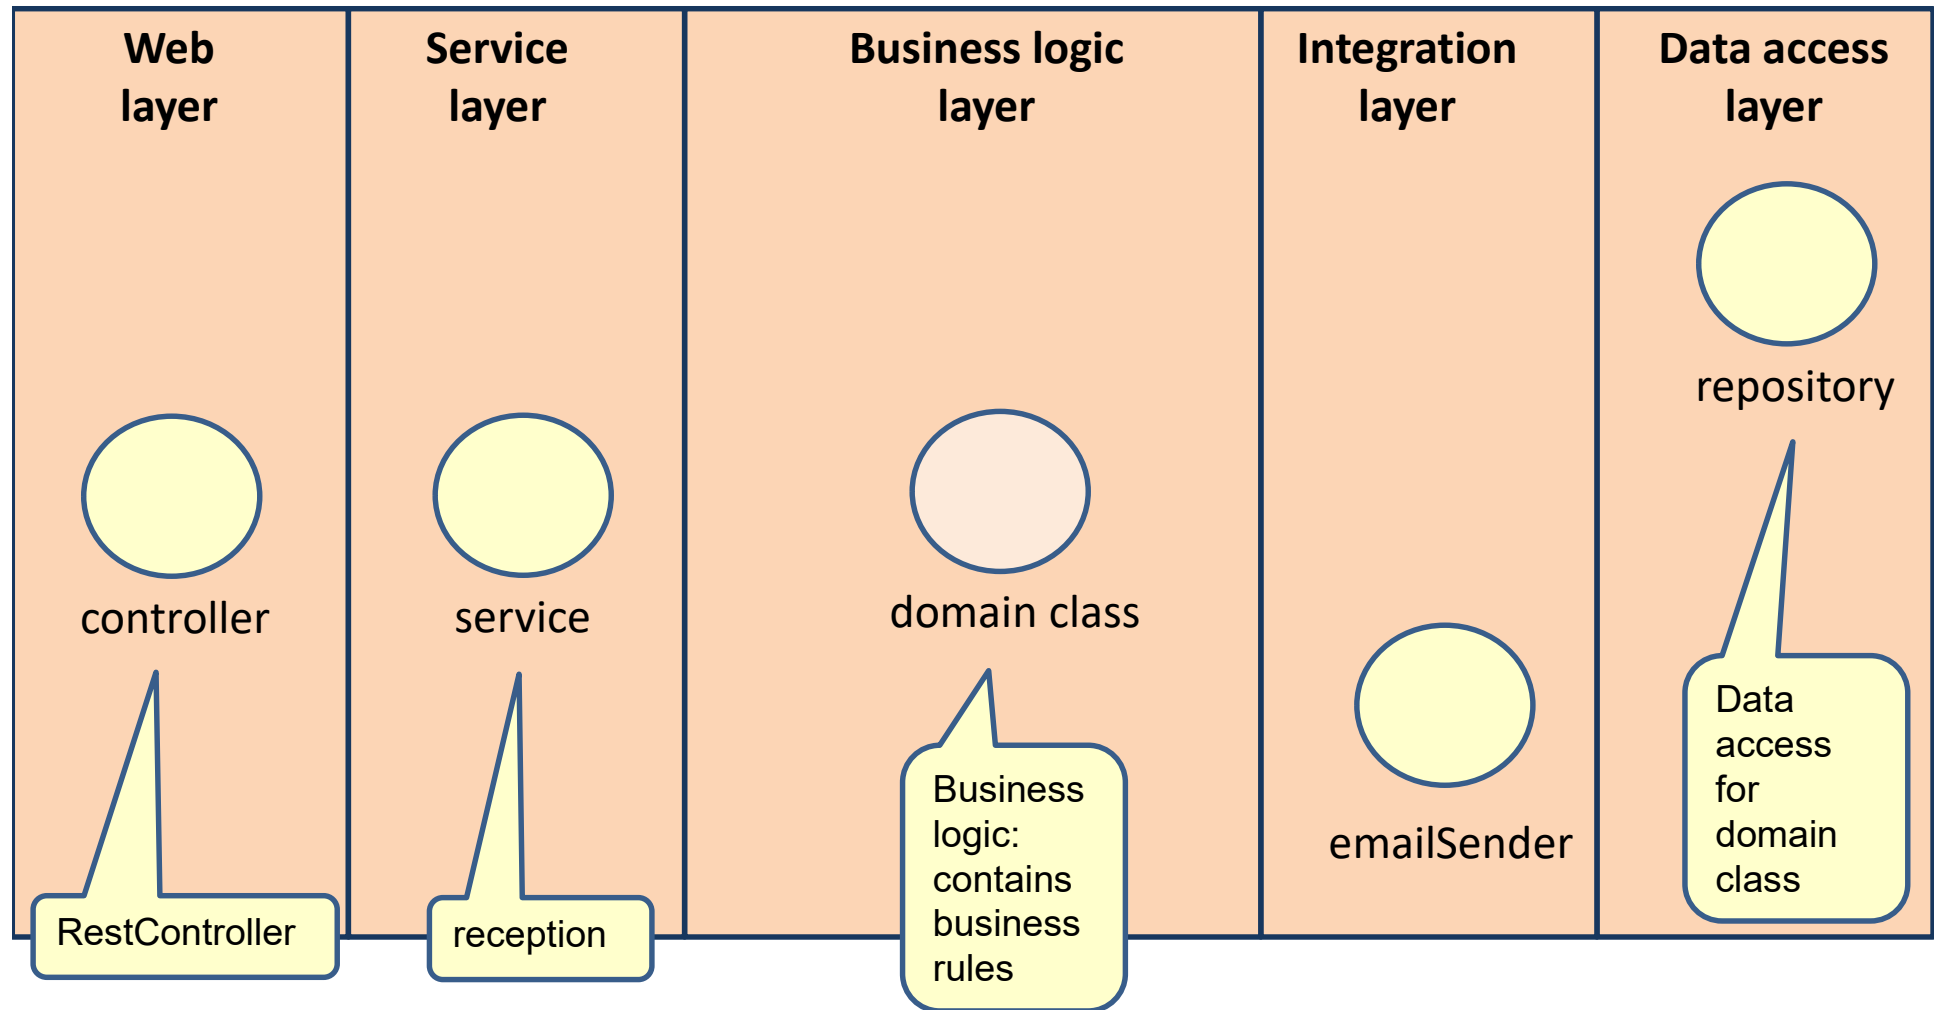 Web
layer
Service
layer
Business logic
layer
Integration
layer
Data access
layer
repository
controller
service
domain class
emailSender
RestController
reception
Business
logic:
contains
business
rules
Data
access
for
domain
class